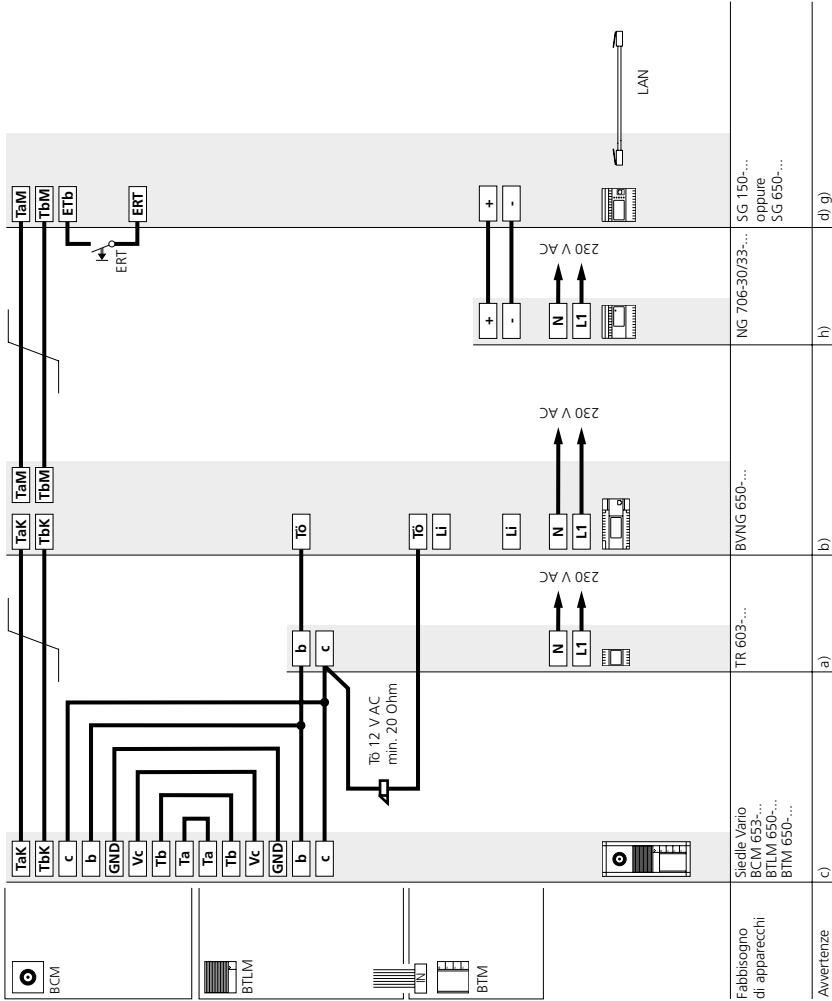 BCM
BTLM
IN
BTM
Fabbisogno
di apparecchi
Avvertenze
TaK
TbK
c
b
GND
Vc
Tb
Ta
Ta
Tb
Vc
GND
b
c
Siedle Vario
BCM 653-...
BTLM 650-...
BTM 650-...
c)
Tö 12 V AC
min. 20 Ohm
b
c
N
L1
230 V AC
TR 603-...
a)
TaK
TbK
TaM
TbM
Tö
Tö
Li
Li
N
L1
230 V AC
BVNG 650-...
b)
+
-
N
L1
230 V AC
NG 706-30/33-...
h)
TaM
TbM
ETb
ERT
ERT
+
-
LAN
SG 150-...
oppure
SG 650-...
d) g)